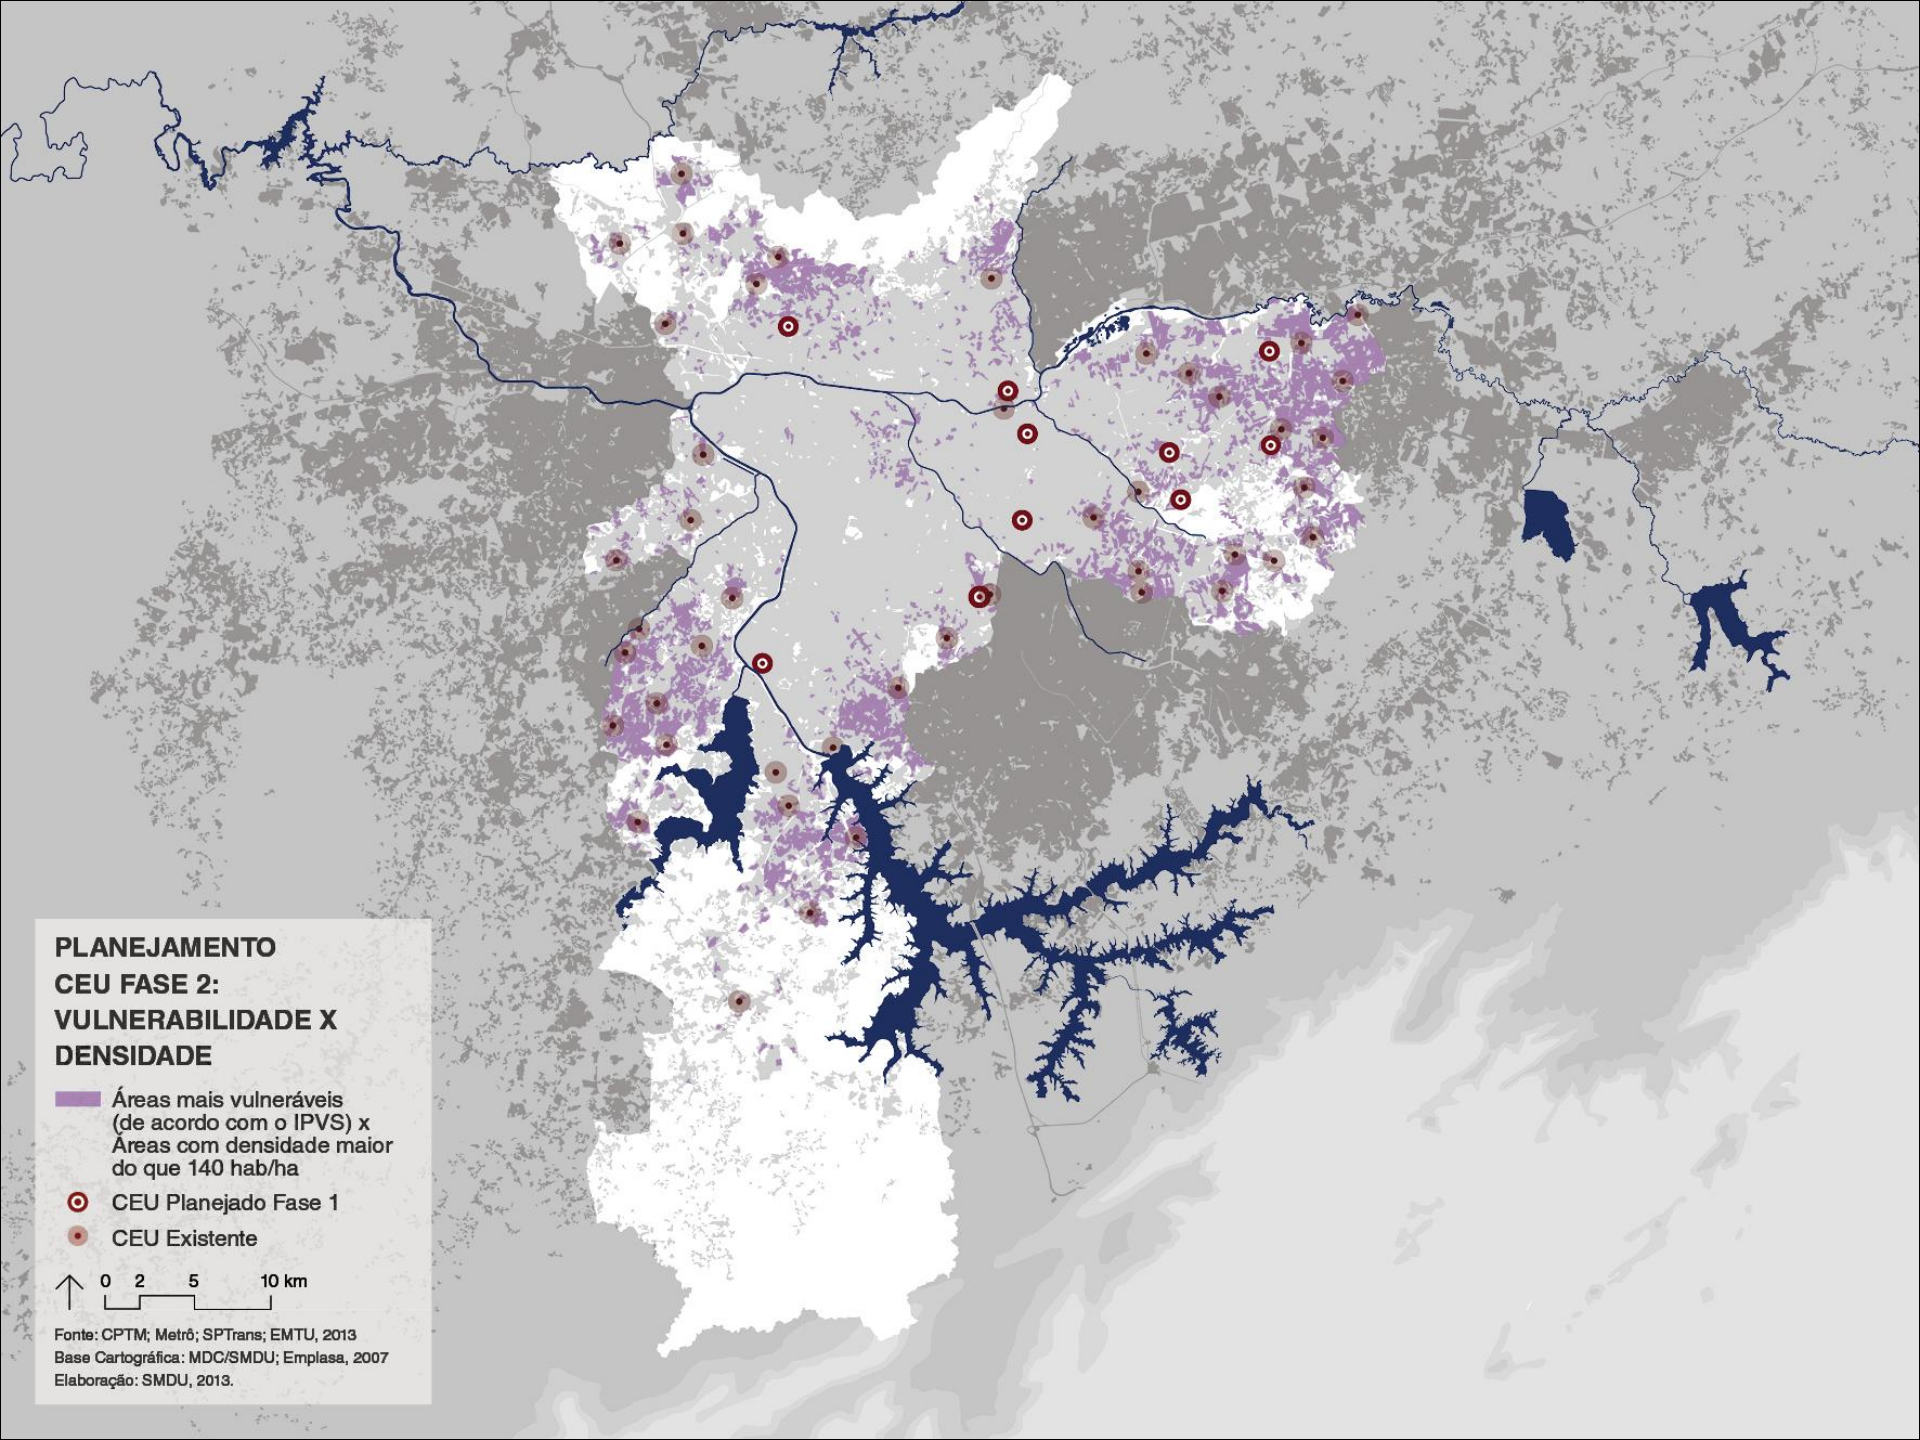 PLANEJAMENTO
CEU FASE 2:
VULNERABILIDADE X
DENSIDADE
Áreas mais vulneráveis
(de acordo com o IPVS) x
Áreas com densidade maior
do que 140 hab/ha
CEU Planejado Fase 1
CEU Existente
0 2 5 10 km
Fonte: CPTM; Metrô; SPTrans; EMTU, 2013
Base Cartográfica: MDC/SMDU; Emplasa, 2007
Elaboração: SMDU, 2013.